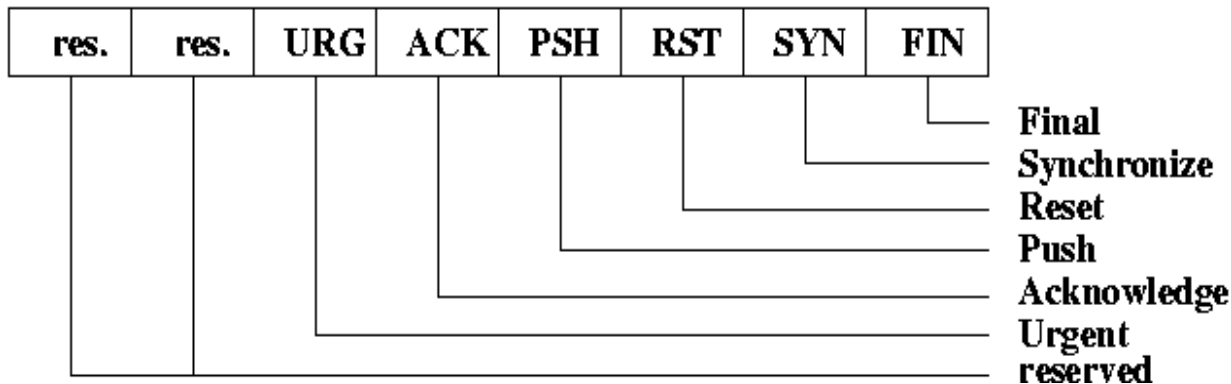 res. res. URG ACK PSH RST SYN FIN
Final
Synchronize
Reset
Push
Acknowledge
Urgent
reserved